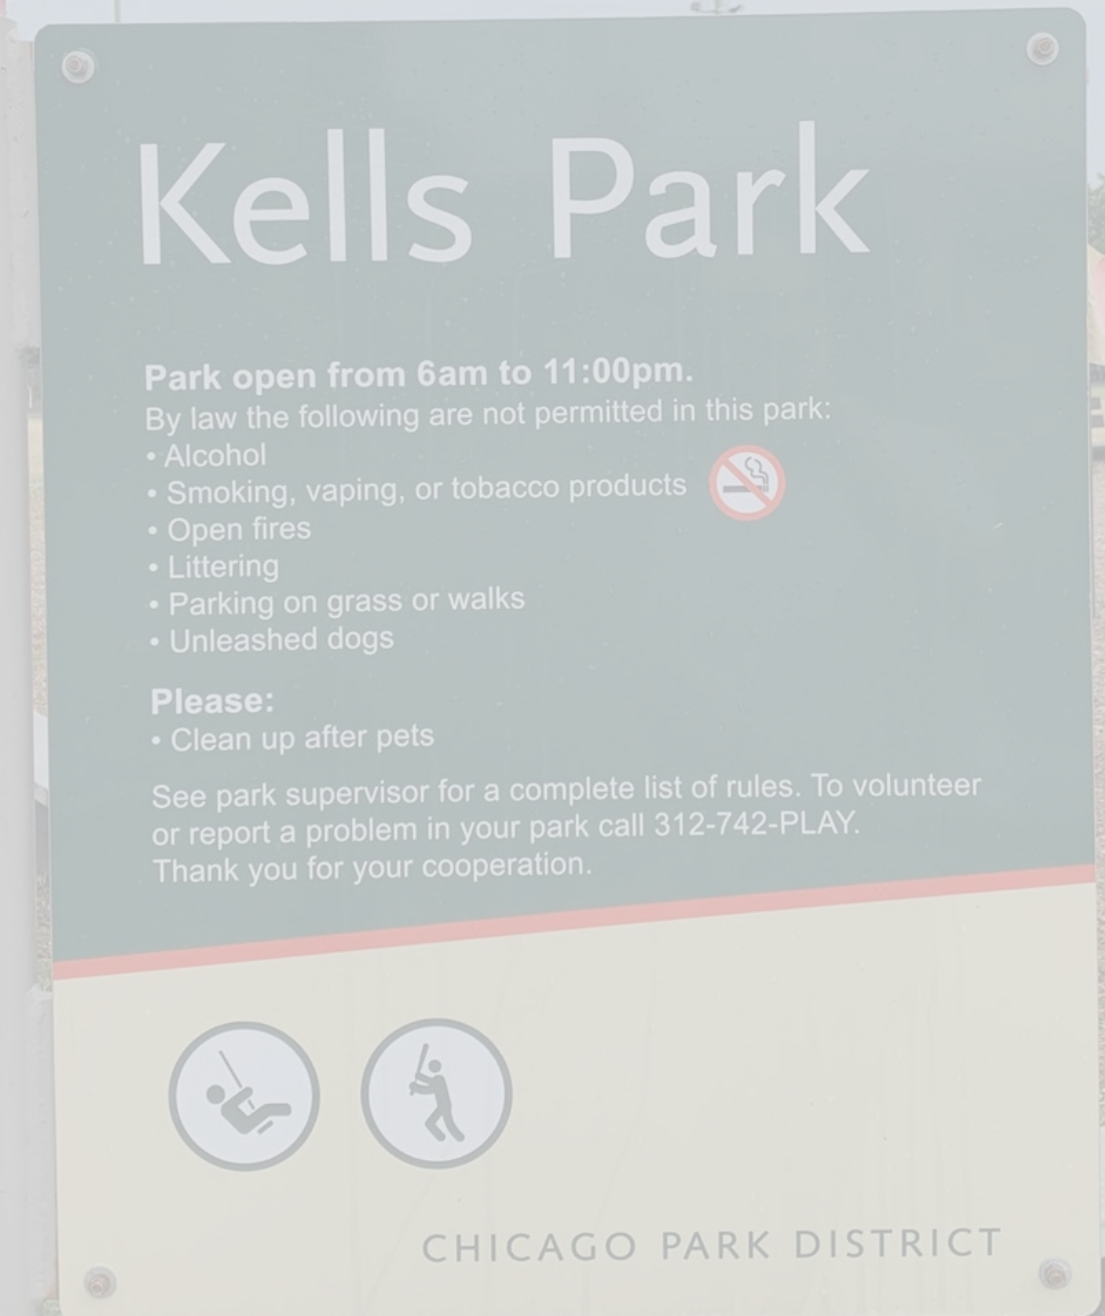 Kells Park
Park open from 6am to 11:00pm.
By law the following are not permitted in this park:
• Alcohol
• Smoking, vaping, or tobacco products
• Open fires
• Littering
• Parking on grass or walks
• Unleashed dogs
Please:
• Clean up after pets
See park supervisor for a complete list of rules. To volunteer
or report a problem in your park call 312-742-PLAY.
Thank you for your cooperation.
CHICAGO PARK DISTRICT